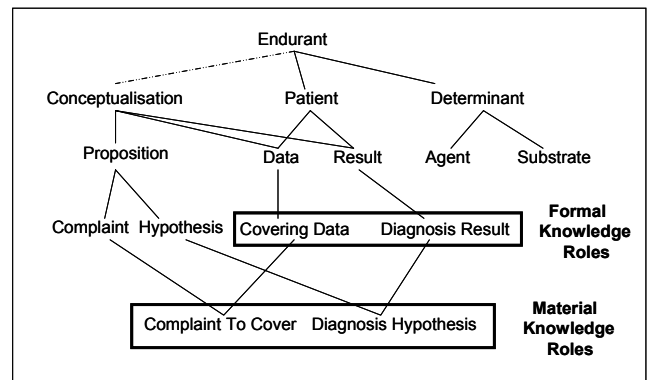 Endurant
Conceptualisation Patient Determinant
Proposition Data Result Agent Substrate
Complaint Hypothesis Covering Data Diagnosis Result
Formal
Knowledge
Roles
Complaint To Cover Diagnosis Hypothesis
Material
Knowledge
Roles